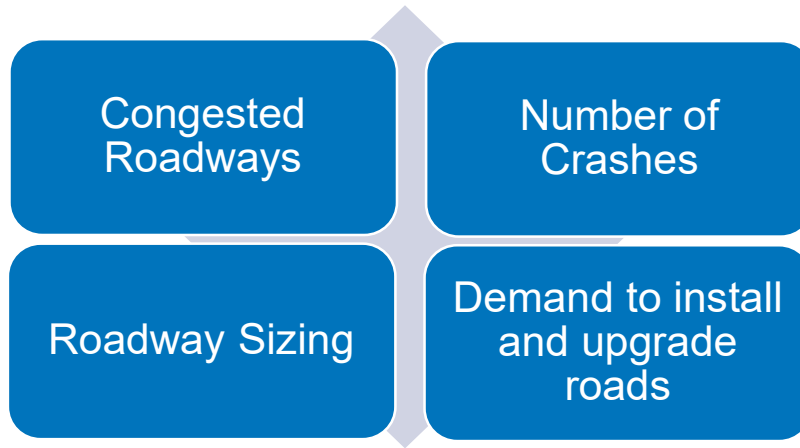 Congested
Roadways
Number of
Crashes
Roadway Sizing
Demand to install
and upgrade
roads